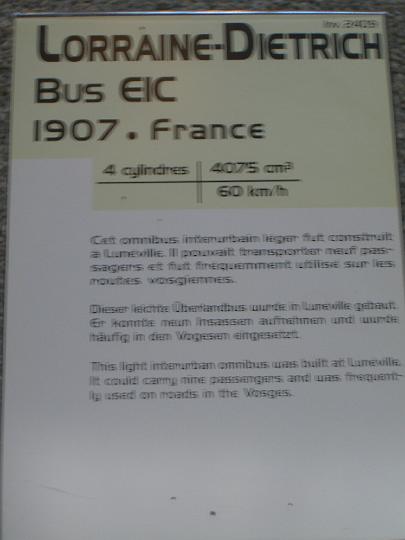 Inv. 2409
LORRAINE-DIETRICH
Bus EIC
1907. France
4 cylindres 4075 cm³
60 km/h
Cet omnibus interurbain léger fut construit
à Luneville. Il pouvait transporter neuf pas-
sagers et fut fréquemment utilisé sur les
routes vosgiennes.
Dieser leichte Überlandbus wurde in Luneville gebaut.
Er konnte neun Insassen aufnehmen und wurde
häufig in den Vogesen eingesetzt.
This light interurban omnibus was built at Luneville.
It could carry nine passengers and was frequent-
ly used on roads in the Vosges.